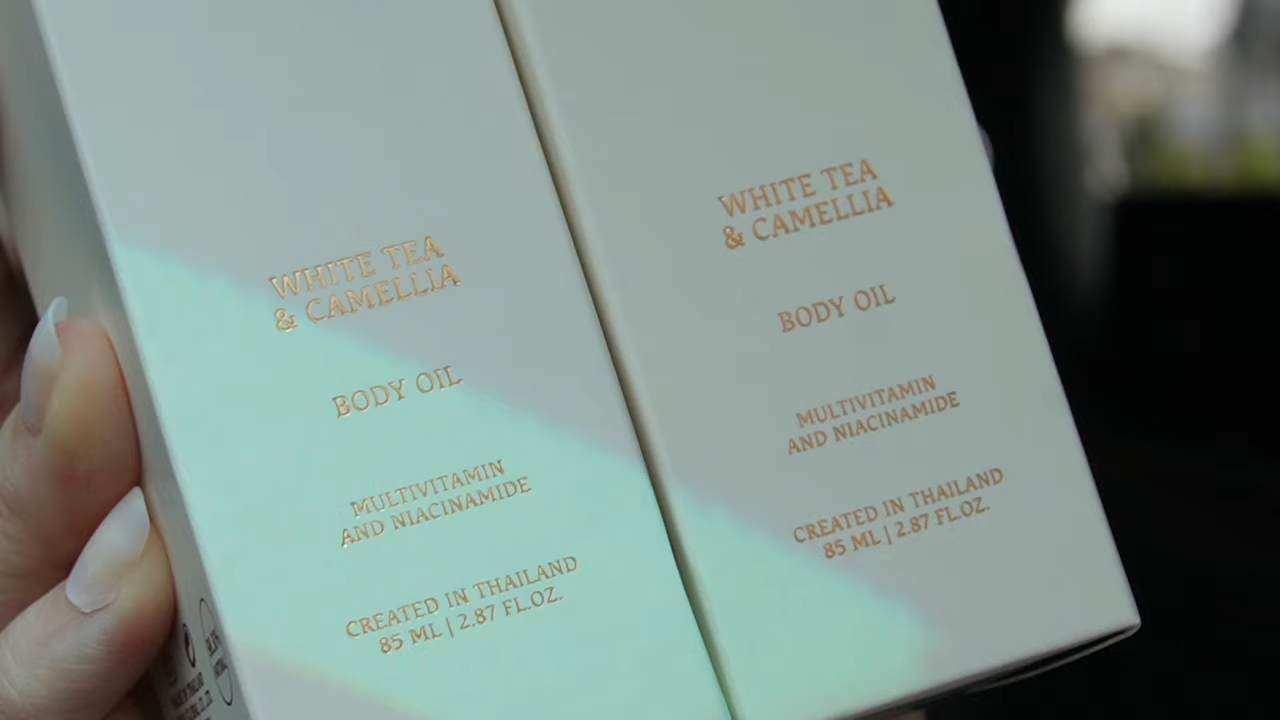 WHITE TEA
& CAMELLIA
BODY OIL
MULTIVITAMIN
AND NIACINAMIDE
CREATED IN THAILAND
85 ML | 2.87 FL.OZ.
WHITE TEA
& CAMELLIA
BODY OIL
MULTIVITAMIN
AND NIACINAMIDE
CREATED IN THAILAND
85 ML | 2.87 FL.OZ.